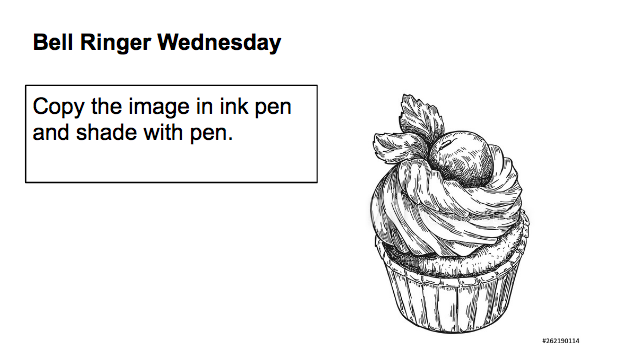 Bell Ringer Wednesday
Copy the image in ink pen
and shade with pen.
#262190114